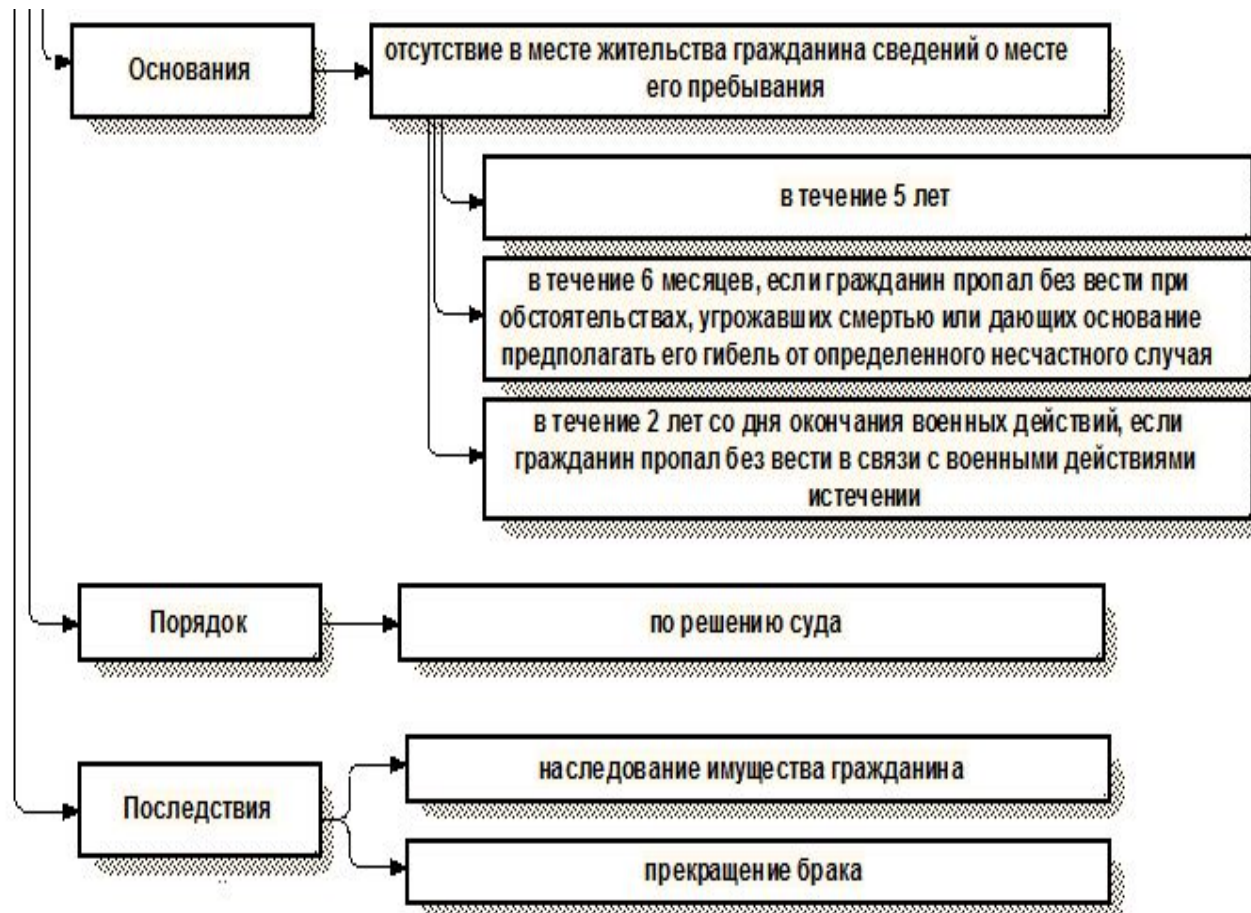 Основания
отсутствие в месте жительства гражданина сведений о месте
его пребывания
в течение 5 лет
в течение 6 месяцев, если гражданин пропал без вести при
обстоятельствах, угрожавших смертью или дающих основание
предполагать его гибель от определенного несчастного случая
в течение 2 лет со дня окончания военных действий, если
гражданин пропал без вести в связи с военными действиями
истечении
Порядок
по решению суда
Последствия
наследование имущества гражданина
прекращение брака